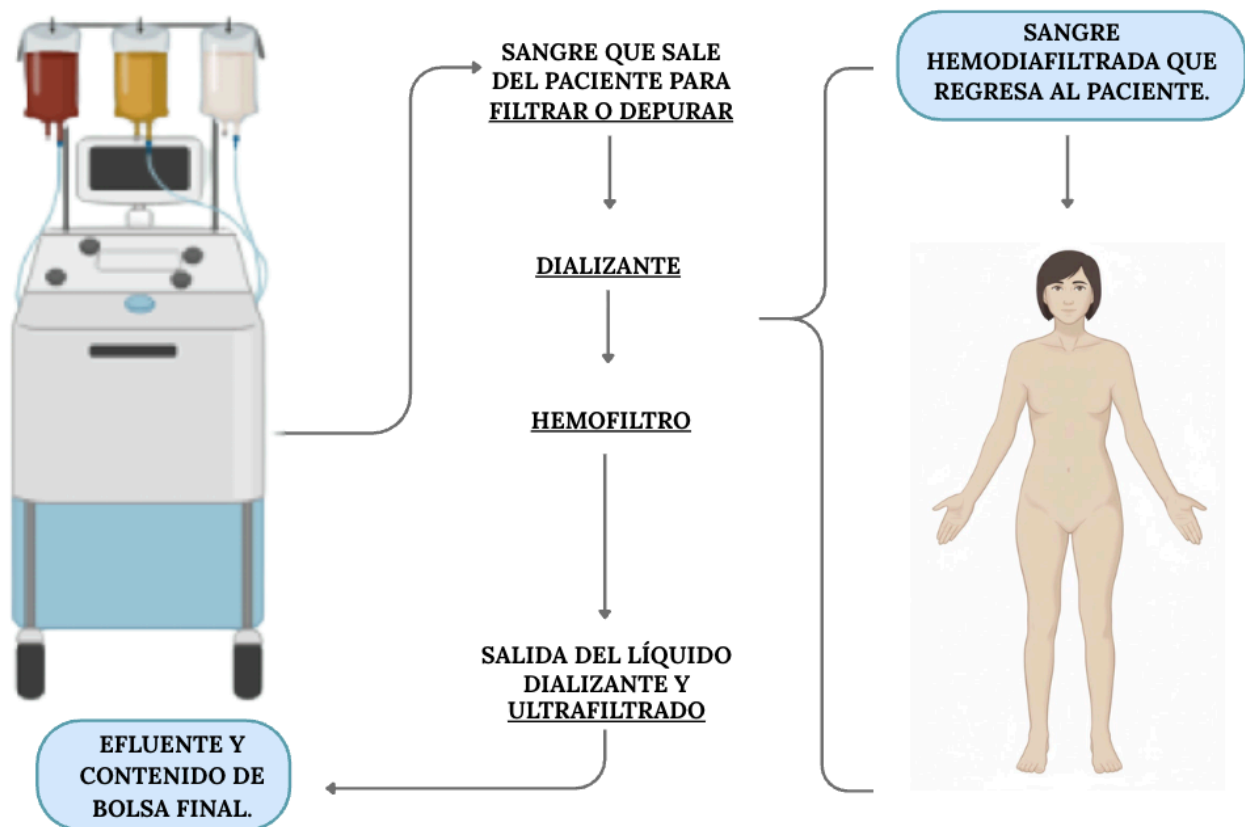 SANGRE QUE SALE
DEL PACIENTE PARA
FILTRAR O DEPURAR
DIALIZANTE
HEMOFILTRO
SALIDA DEL LÍQUIDO
DIALIZANTE Y
ULTRAFILTRADO
EFLUENTE Y
CONTENIDO DE
BOLSA FINAL.
SANGRE
HEMODIAFILTRADA QUE
REGRESA AL PACIENTE.